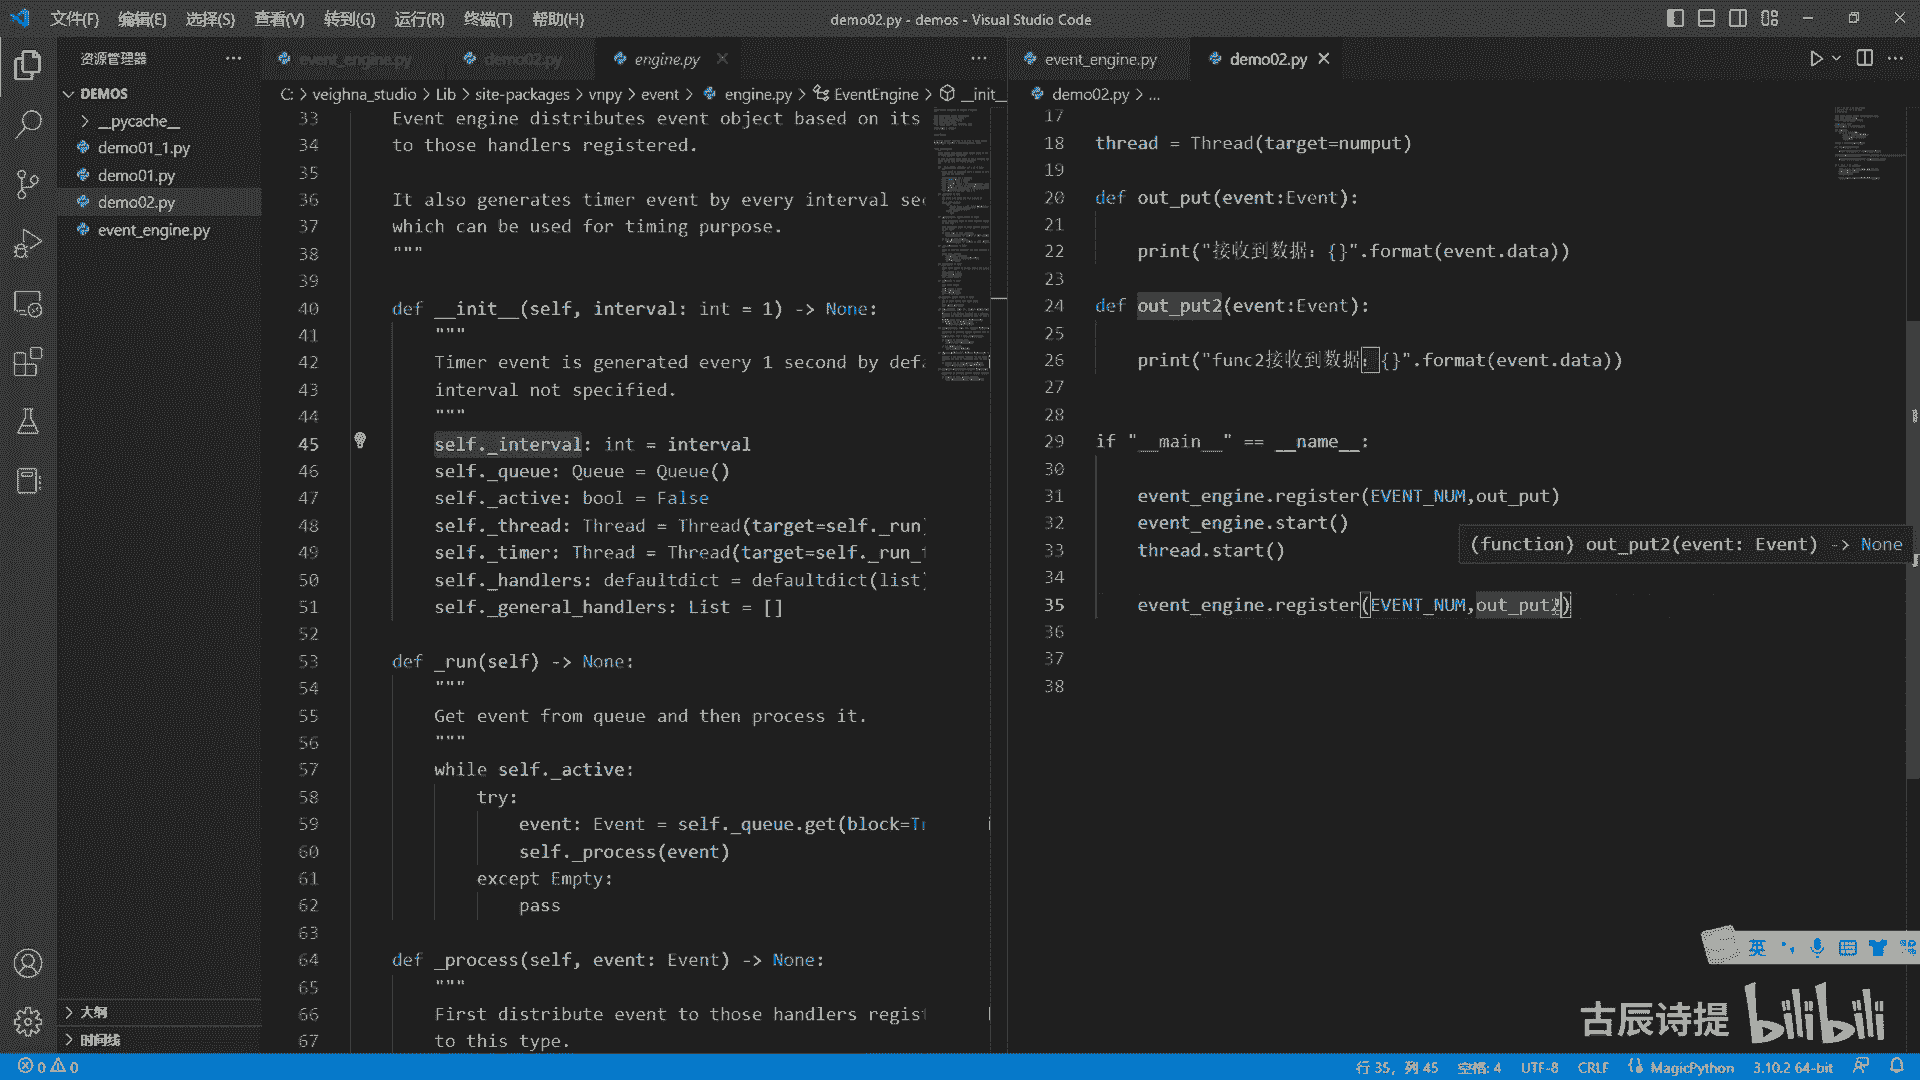 文件(F) 编辑(E) 选择(S) 查看(V) 转到(G) 运行(R) 终端(T) 帮助(H)
demo02.py - demos - Visual Studio Code
资源管理器
DEMOS
__pycache__
demo01_1.py
demo01.py
demo02.py
event_engine.py
大纲
时间线
event_engine.py demo02.py engine.py
C: > veighna_studio > Lib > site-packages > vnpy > event > engine.py > EventEngine > __init__
33 Event engine distributes event object based on its
34 to those handlers registered.
35
36 It also generates timer event by every interval sec
37 which can be used for timing purpose.
38 """
39
40 def __init__(self, interval: int = 1) -> None:
41 """
42 Timer event is generated every 1 second by defa
43 interval not specified.
44 """
45 self._interval: int = interval
46 self._queue: Queue = Queue()
47 self._active: bool = False
48 self._thread: Thread = Thread(target=self._run)
49 self._timer: Thread = Thread(target=self._run_t
50 self._handlers: defaultdict = defaultdict(list)
51 self._general_handlers: List = []
52
53 def _run(self) -> None:
54 """
55 Get event from queue and then process it.
56 """
57 while self._active:
58 try:
59 event: Event = self._queue.get(block=Tr
60 self._process(event)
61 except Empty:
62 pass
63
64 def _process(self, event: Event) -> None:
65 """
66 First distribute event to those handlers regist
67 to this type.
event_engine.py demo02.py
demo02.py > ...
17
18 thread = Thread(target=numput)
19
20 def out_put(event:Event):
21
22 print("接收到数据：{}".format(event.data))
23
24 def out_put2(event:Event):
25
26 print("func2接收到数据：{}".format(event.data))
27
28
29 if "__main__" == __name__:
30
31 event_engine.register(EVENT_NUM,out_put)
32 event_engine.start()
33 thread.start()
(function) out_put2(event: Event) -> None
34
35 event_engine.register(EVENT_NUM,out_put2)
36
37
38
英
古辰诗提 bilibili
0 0
行 35，列 45 空格: 4 UTF-8 CRLF MagicPython 3.10.2 64-bit